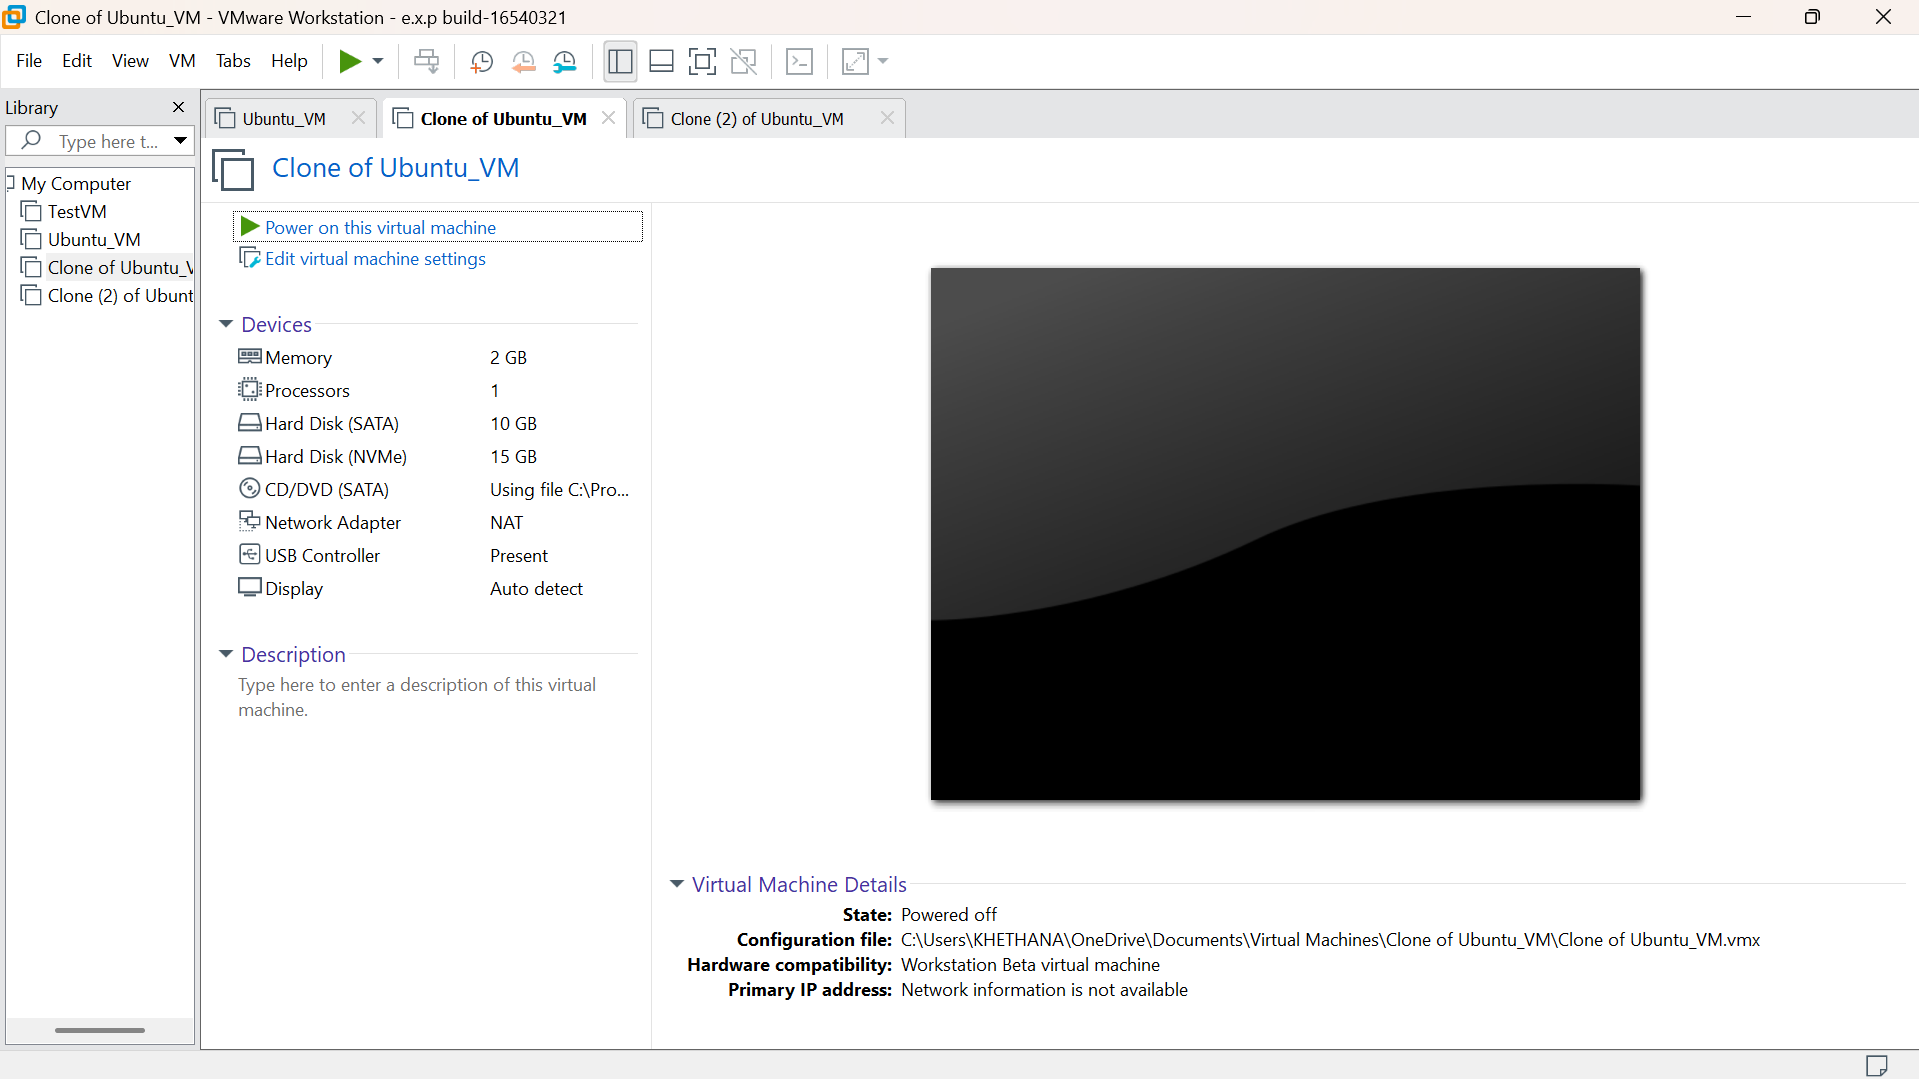 Clone of Ubuntu_VM - VMware Workstation - e.x.p build-16540321
File Edit View VM Tabs Help
Library
Type here t...
My Computer
TestVM
Ubuntu_VM
Clone of Ubuntu_V
Clone (2) of Ubunt
Ubuntu_VM
Clone of Ubuntu_VM
Clone (2) of Ubuntu_VM
Clone of Ubuntu_VM
Power on this virtual machine
Edit virtual machine settings
Devices
Memory 2 GB
Processors 1
Hard Disk (SATA) 10 GB
Hard Disk (NVMe) 15 GB
CD/DVD (SATA) Using file C:\Pro...
Network Adapter NAT
USB Controller Present
Display Auto detect
Description
Type here to enter a description of this virtual
machine.
Virtual Machine Details
State: Powered off
Configuration file: C:\Users\KHETHANA\OneDrive\Documents\Virtual Machines\Clone of Ubuntu_VM\Clone of Ubuntu_VM.vmx
Hardware compatibility: Workstation Beta virtual machine
Primary IP address: Network information is not available